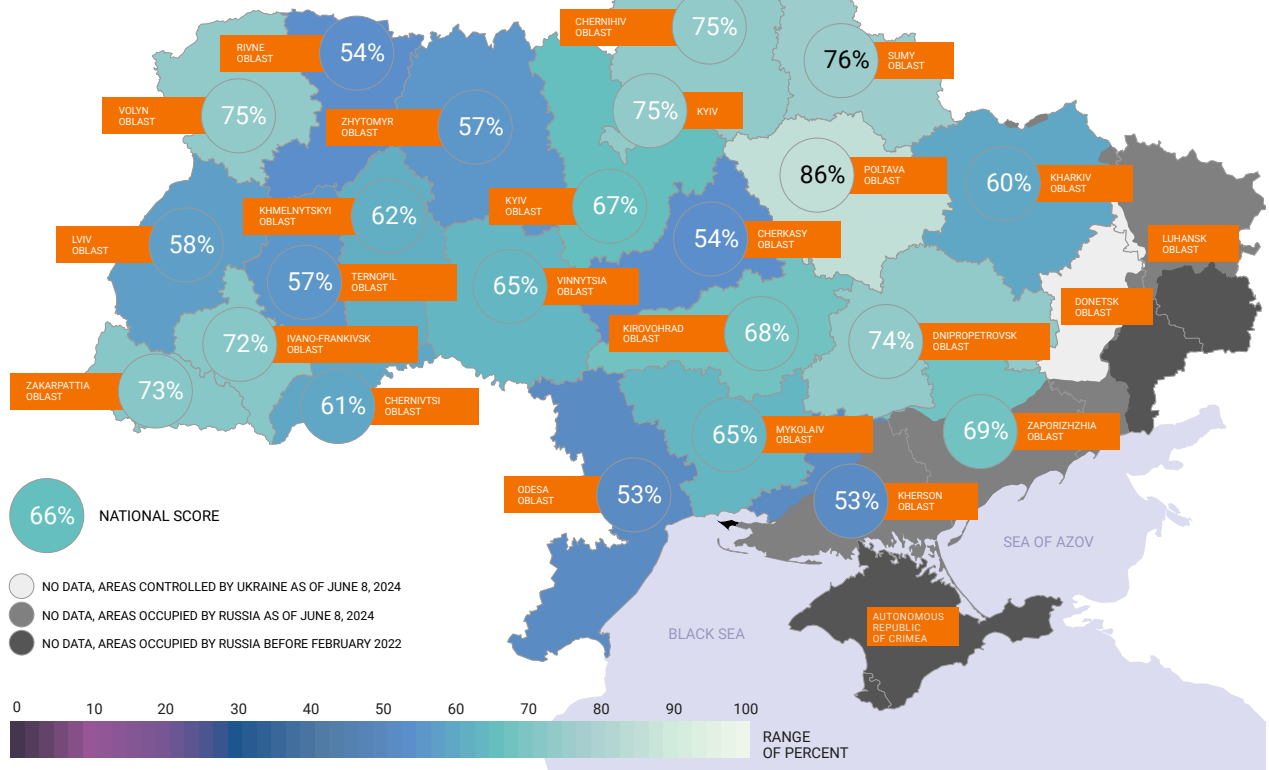 CHERNIHIV
OBLAST
75%
RIVNE
OBLAST
54%
76%
SUMY
OBLAST
VOLYN
OBLAST
75%
ZHYTOMYR
OBLAST
57%
75%
KYIV
86%
POLTAVA
OBLAST
60%
KHARKIV
OBLAST
KHMELNYTSKYI
OBLAST
62%
KYIV
OBLAST
67%
LVIV
OBLAST
58%
54%
CHERKASY
OBLAST
LUHANSK
OBLAST
57%
TERNOPIL
OBLAST
65%
VINNYTSIA
OBLAST
DONETSK
OBLAST
72%
IVANO-FRANKIVSK
OBLAST
KIROVOHRAD
OBLAST
68%
74%
DNIPROPETROVSK
OBLAST
ZAKARPATTIA
OBLAST
73%
61%
CHERNIVTSI
OBLAST
65%
MYKOLAIV
OBLAST
69%
ZAPORIZHZHIA
OBLAST
ODESA
OBLAST
53%
53%
KHERSON
OBLAST
66%
NATIONAL SCORE
SEA OF AZOV
NO DATA, AREAS CONTROLLED BY UKRAINE AS OF JUNE 8, 2024
NO DATA, AREAS OCCUPIED BY RUSSIA AS OF JUNE 8, 2024
NO DATA, AREAS OCCUPIED BY RUSSIA BEFORE FEBRUARY 2022
BLACK SEA
AUTONOMOUS
REPUBLIC
OF CRIMEA
0 10 20 30 40 50 60 70 80 90 100
RANGE
OF PERCENT